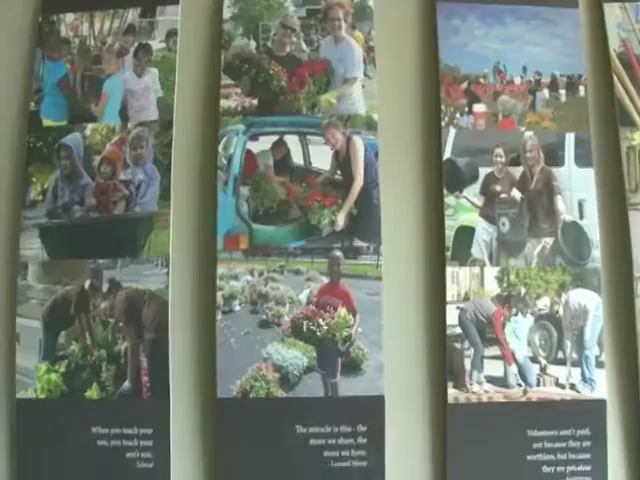 When you teach your
son, you teach your
son's son.
Talmud
The miracle is this - the
more we share, the
more we have.
- Leonard Nimoy
Volunteers aren't paid,
not because they are
worthless, but because
they are priceless